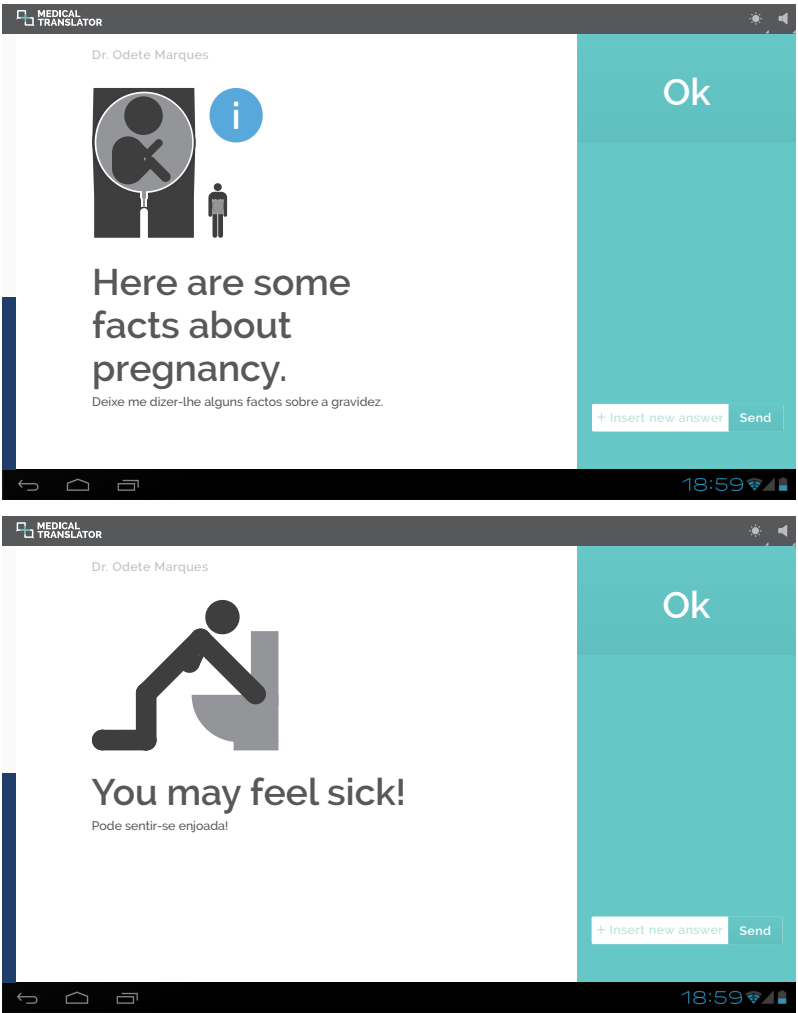 MEDICAL
TRANSLATOR
Dr. Odete Marques
i
Here are some
facts about
pregnancy.
Deixe me dizer-lhe alguns factos sobre a gravidez.
Ok
+ Insert new answer
Send
18:59
MEDICAL
TRANSLATOR
Dr. Odete Marques
You may feel sick!
Pode sentir-se enjoada!
Ok
+ Insert new answer
Send
18:59